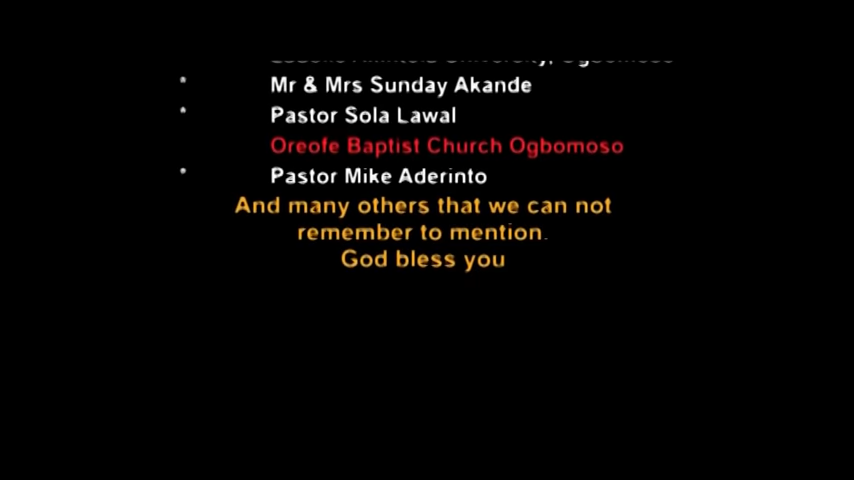 * Mr & Mrs Sunday Akande
* Pastor Sola Lawal
Oreofe Baptist Church Ogbomoso
* Pastor Mike Aderinto
And many others that we can not
remember to mention.
God bless you